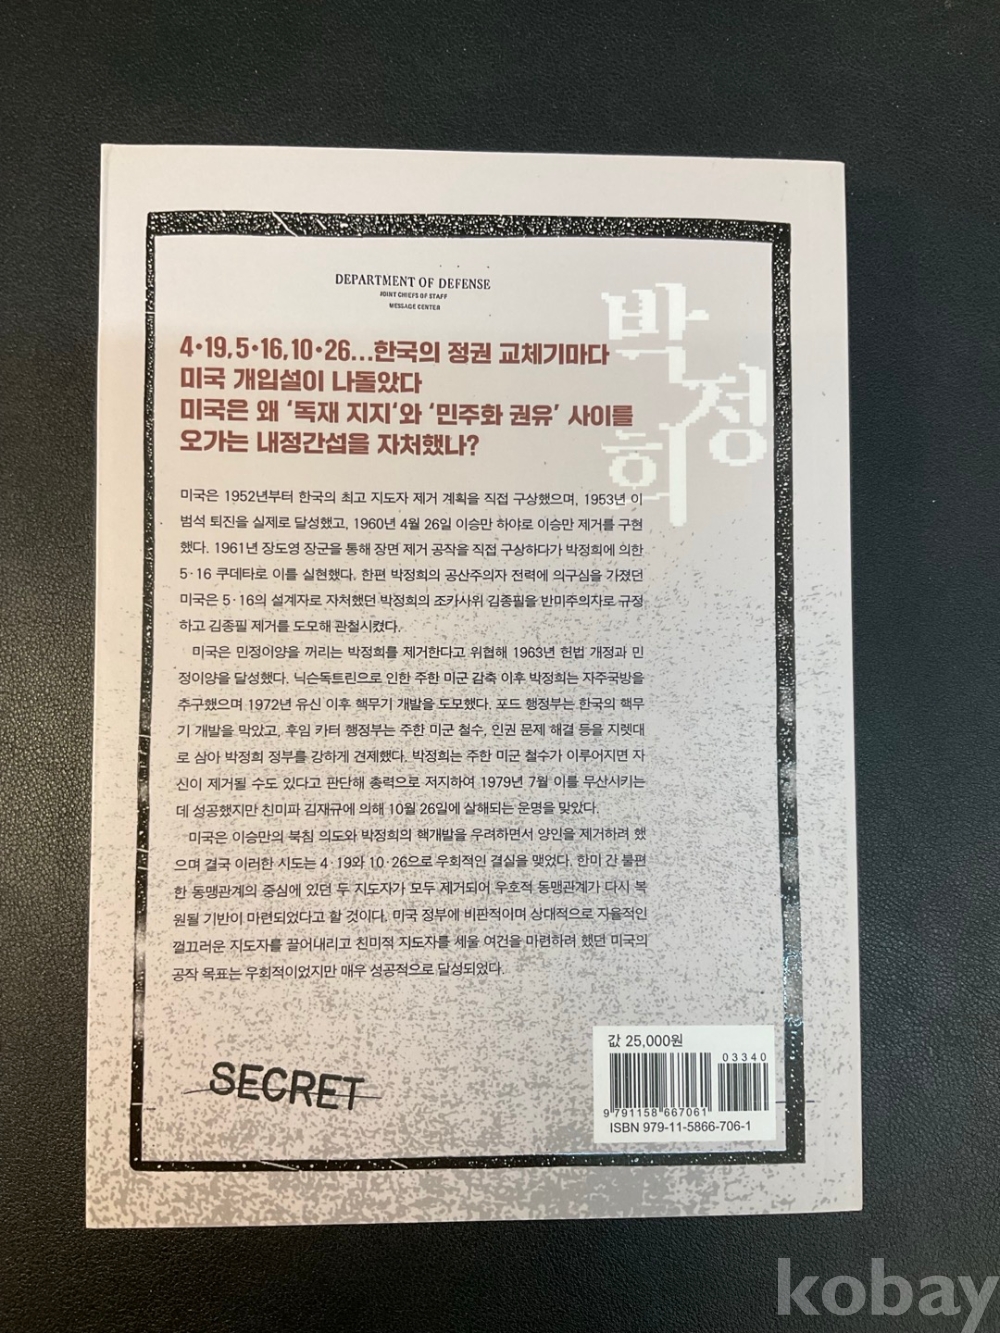 DEPARTMENT OF DEFENSE
JOINT CHIEFS OF STAFF
MESSAGE CENTER
박정희
4·19, 5·16, 10·26...한국의 정권 교체기마다
미국 개입설이 나돌았다
미국은 왜 '독재 지지'와 '민주화 권유' 사이를
오가는 내정간섭을 자처했나?
미국은 1952년부터 한국의 최고 지도자 제거 계획을 직접 구상했으며, 1953년 이
범석 퇴진을 실제로 달성했고, 1960년 4월 26일 이승만 하야로 이승만 제거를 구현
했다. 1961년 장도영 장군을 통해 장면 제거 공작을 직접 구상하다가 박정희에 의한
5·16 쿠데타로 이를 실현했다. 한편 박정희의 공산주의자 전력에 의구심을 가졌던
미국은 5·16의 설계자로 자처했던 박정희의 조카사위 김종필을 반미주의자로 규정
하고 김종필 제거를 도모해 관철시켰다.
미국은 민정이양을 꺼리는 박정희를 제거한다고 위협해 1963년 헌법 개정과 민
정이양을 달성했다. 닉슨독트린으로 인한 주한 미군 감축 이후 박정희는 자주국방을
추구했으며 1972년 유신 이후 핵무기 개발을 도모했다. 포드 행정부는 한국의 핵무
기 개발을 막았고, 후임 카터 행정부는 주한 미군 철수, 인권 문제 해결 등을 지렛대
로 삼아 박정희 정부를 강하게 견제했다. 박정희는 주한 미군 철수가 이루어지면 자
신이 제거될 수도 있다고 판단해 총력으로 저지하여 1979년 7월 이를 무산시키는
데 성공했지만 친미파 김재규에 의해 10월 26일에 살해되는 운명을 맞았다.
미국은 이승만의 북침 의도와 박정희의 핵개발을 우려하면서 양인을 제거하려 했
으며 결국 이러한 시도는 4·19와 10·26으로 우회적인 결실을 맺었다. 한미 간 불편
한 동맹관계의 중심에 있던 두 지도자가 모두 제거되어 우호적 동맹관계가 다시 복
원될 기반이 마련되었다고 할 것이다. 미국 정부에 비판적이며 상대적으로 자율적인
껄끄러운 지도자를 끌어내리고 친미적 지도자를 세울 여건을 마련하려 했던 미국의
공작 목표는 우회적이었지만 매우 성공적으로 달성되었다.
SECRET
값 25,000원
03340
9 791158 667061
ISBN 979-11-5866-706-1
kobay